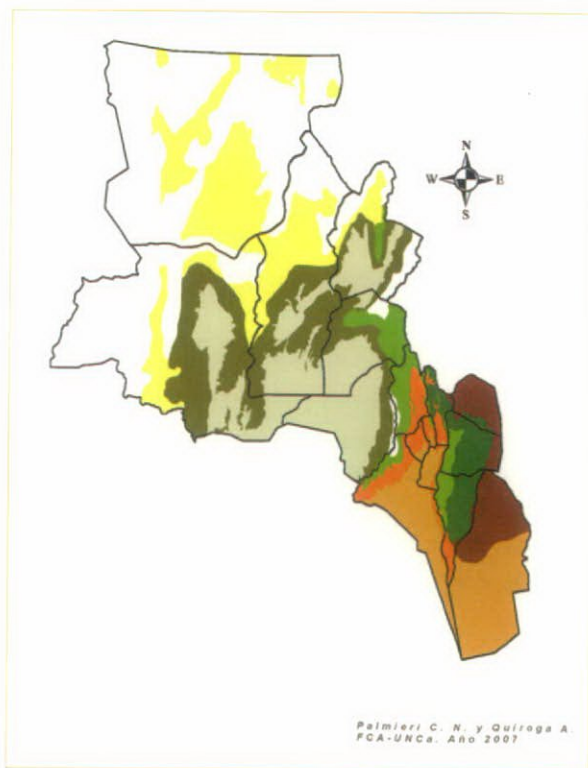 N
W E
S
Palmieri C. N. y Quiroga A.
FCA-UNCa. Año 2007